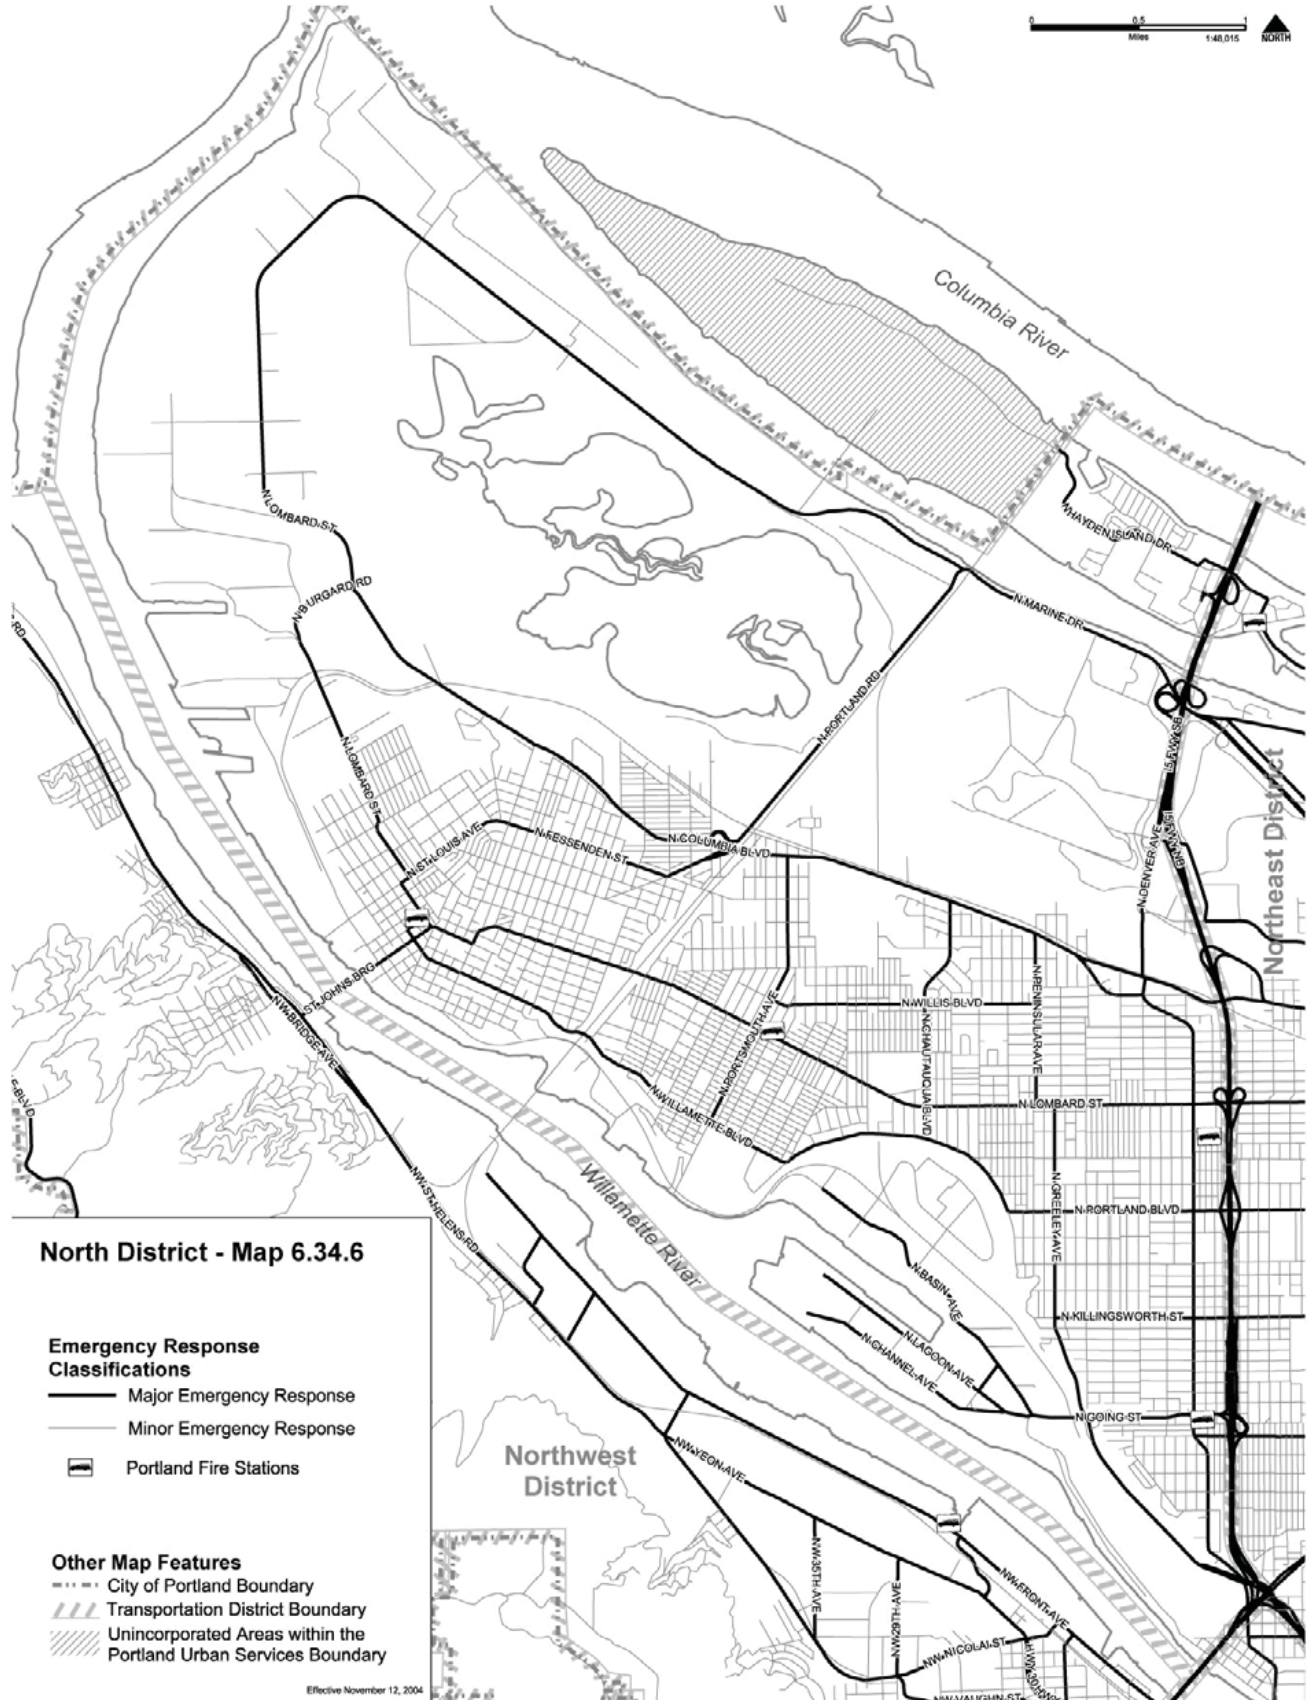 0 0.5 1
Miles 1:48,015 NORTH
Columbia River
N HAYDEN ISLAND DR
N LOMBARD ST
N BURGARD RD
N MARINE DR
RD
N PORTLAND RD
I5 FWY SB
N LOMBARD ST
Northeast District
N ST LOUIS AVE
N FESSENDEN ST
N COLUMBIA BLVD
N DENVER AVE
ST JOHNS BRG
NW BRIDGE AVE
N WILLIS BLVD
N PENINSULAR AVE
N PORTSMOUTH AVE
N CHAUTAUQUA BLVD
N WILLAMETTE BLVD
N LOMBARD ST
BLVD
NW ST HELENS RD
Willamette River
N GREELEY AVE
N PORTLAND BLVD
N BASIN AVE
N LAGOON AVE
N CHANNEL AVE
N KILLINGSWORTH ST
N GOING ST
Northwest
District
NW YEON AVE
NW 35TH AVE
NW 29TH AVE
NW FRONT AVE
NW NICOLAI ST
NW VAUGHN ST
North District - Map 6.34.6
Emergency Response
Classifications
Major Emergency Response
Minor Emergency Response
Portland Fire Stations
Other Map Features
City of Portland Boundary
Transportation District Boundary
Unincorporated Areas within the
Portland Urban Services Boundary
Effective November 12, 2004